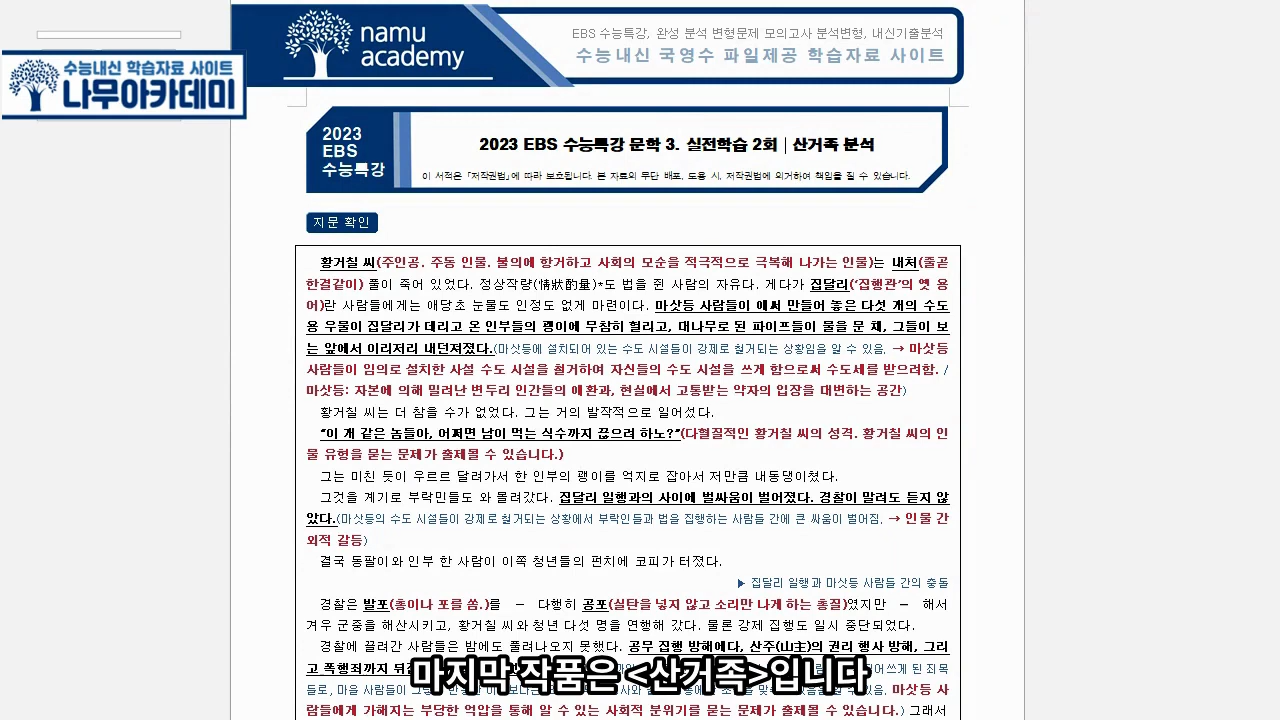 namu
academy
EBS 수능특강, 완성 분석 변형문제 모의고사 분석변형, 내신기출분석
수능내신 국영수 파일제공 학습자료 사이트
수능내신 학습자료 사이트
나무아카데미
2023
EBS
수능특강
2023 EBS 수능특강 문학 3. 실전학습 2회 | 산거족 분석
이 서적은 「저작권법」에 따라 보호됩니다. 본 자료의 무단 배포, 도용 시, 저작권법에 의거하여 책임을 질 수 있습니다.
지문 확인
황거칠 씨(주인공. 주동 인물. 불의에 항거하고 사회의 모순을 적극적으로 극복해 나가는 인물)는 내처(줄곧
한결같이) 풀이 죽어 있었다. 정상작량(情狀酌量)*도 법을 쥔 사람의 자유다. 게다가 집달리('집행관'의 옛 용
어)란 사람들에게는 애당초 눈물도 인정도 없게 마련이다. 마삿등 사람들이 애써 만들어 놓은 다섯 개의 수도
용 우물이 집달리가 데리고 온 인부들의 괭이에 무참히 헐리고, 대나무로 된 파이프들이 물을 문 채, 그들이 보
는 앞에서 이리저리 내던져졌다.(마삿등에 설치되어 있는 수도 시설들이 강제로 철거되는 상황임을 알 수 있음. → 마삿등
사람들이 임의로 설치한 사설 수도 시설을 철거하여 자신들의 수도 시설을 쓰게 함으로써 수도세를 받으려함. /
마삿등: 자본에 의해 밀려난 변두리 인간들의 애환과, 현실에서 고통받는 약자의 입장을 대변하는 공간)
황거칠 씨는 더 참을 수가 없었다. 그는 거의 발작적으로 일어섰다.
"이 개 같은 놈들아, 어쩌면 남이 먹는 식수까지 끊으려 하노?"(다혈질적인 황거칠 씨의 성격. 황거칠 씨의 인
물 유형을 묻는 문제가 출제될 수 있습니다.)
그는 미친 듯이 우르르 달려가서 한 인부의 괭이를 억지로 잡아서 저만큼 내동댕이쳤다.
그것을 계기로 부락민들도 와 몰려갔다. 집달리 일행과의 사이에 벌싸움이 벌어졌다. 경찰이 말려도 듣지 않
았다.(마삿등의 수도 시설들이 강제로 철거되는 상황에서 부락인들과 법을 집행하는 사람들 간에 큰 싸움이 벌어짐. → 인물 간
외적 갈등)
결국 동팔이와 인부 한 사람이 이쪽 청년들의 펀치에 코피가 터졌다.
▶ 집달리 일행과 마삿등 사람들 간의 충돌
경찰은 발포(총이나 포를 쏨.)를 — 다행히 공포(실탄을 넣지 않고 소리만 나게 하는 총질)였지만 — 해서
겨우 군중을 해산시키고, 황거칠 씨와 청년 다섯 명을 연행해 갔다. 물론 강제 집행도 일시 중단되었다.
경찰에 끌려간 사람들은 밤에도 풀려나오지 못했다. 공무 집행 방해에다, 산주(山主)의 권리 행사 방해, 그리
고 폭행죄까지 뒤
마지막 작품은 <산거족>입니다
어쓰게 된 죄목
들로, 마을 사람들이
마삿등 사
람들에게 가해지는 부당한 억압을 통해 알 수 있는 사회적 분위기를 묻는 문제가 출제될 수 있습니다.) 그래서